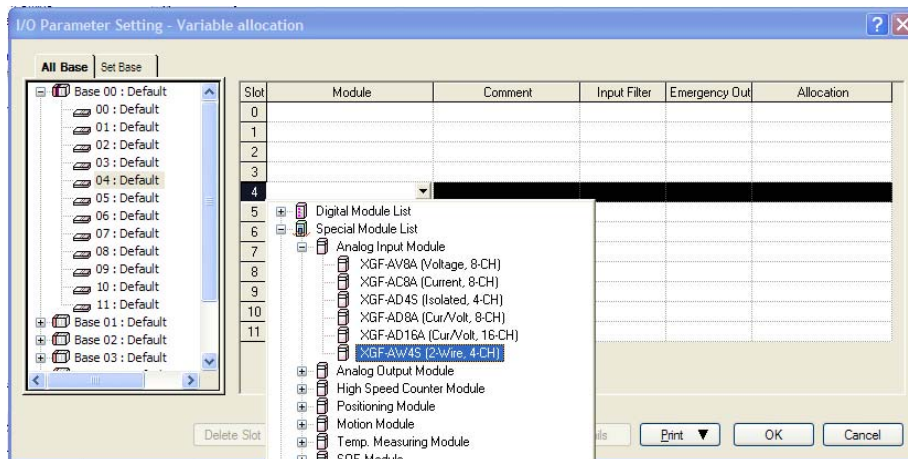 I/O Parameter Setting - Variable allocation
All Base Set Base
Base 00 : Default
00 : Default
01 : Default
02 : Default
03 : Default
04 : Default
05 : Default
06 : Default
07 : Default
08 : Default
09 : Default
10 : Default
11 : Default
Base 01 : Default
Base 02 : Default
Base 03 : Default
Slot Module Comment Input Filter Emergency Out Allocation
0
1
2
3
4
5
6
7
8
9
10
11
Digital Module List
Special Module List
Analog Input Module
XGF-AV8A (Voltage, 8-CH)
XGF-AC8A (Current, 8-CH)
XGF-AD4S (Isolated, 4-CH)
XGF-AD8A (Cur/Volt, 8-CH)
XGF-AD16A (Cur/Volt, 16-CH)
XGF-AW4S (2-Wire, 4-CH)
Analog Output Module
High Speed Counter Module
Positioning Module
Motion Module
Temp. Measuring Module
Delete Slot Print OK Cancel